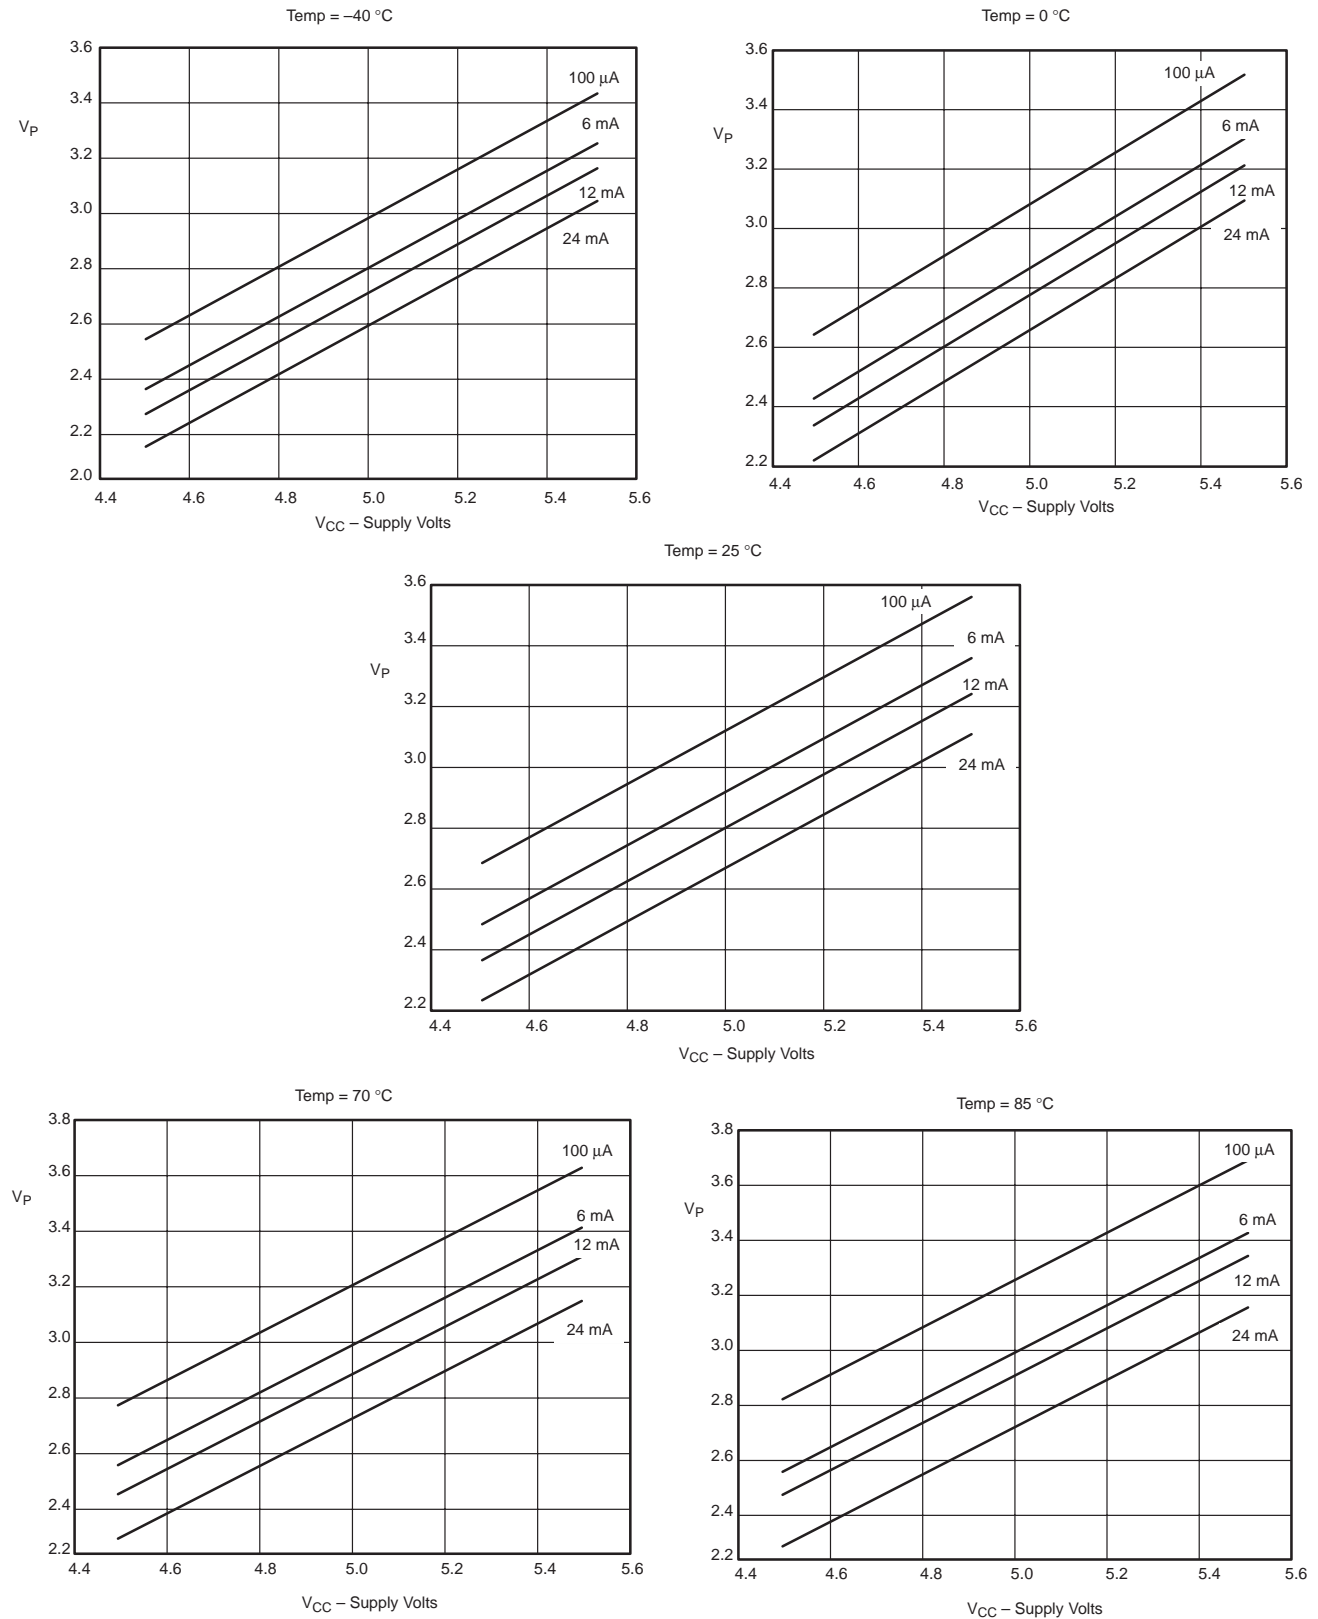 Temp = –40 °C
3.6
3.4
3.2
3.0
2.8
2.6
2.4
2.2
2.0
VP
100 μA
6 mA
12 mA
24 mA
4.4 4.6 4.8 5.0 5.2 5.4 5.6
VCC – Supply Volts
Temp = 0 °C
3.6
3.4
3.2
3.0
2.8
2.6
2.4
2.2
VP
100 μA
6 mA
12 mA
24 mA
4.4 4.6 4.8 5.0 5.2 5.4 5.6
VCC – Supply Volts
Temp = 25 °C
3.6
3.4
3.2
3.0
2.8
2.6
2.4
2.2
VP
100 μA
6 mA
12 mA
24 mA
4.4 4.6 4.8 5.0 5.2 5.4 5.6
VCC – Supply Volts
Temp = 70 °C
3.8
3.6
3.4
3.2
3.0
2.8
2.6
2.4
2.2
VP
100 μA
6 mA
12 mA
24 mA
4.4 4.6 4.8 5.0 5.2 5.4 5.6
VCC – Supply Volts
Temp = 85 °C
3.8
3.6
3.4
3.2
3.0
2.8
2.6
2.4
2.2
VP
100 μA
6 mA
12 mA
24 mA
4.4 4.6 4.8 5.0 5.2 5.4 5.6
VCC – Supply Volts